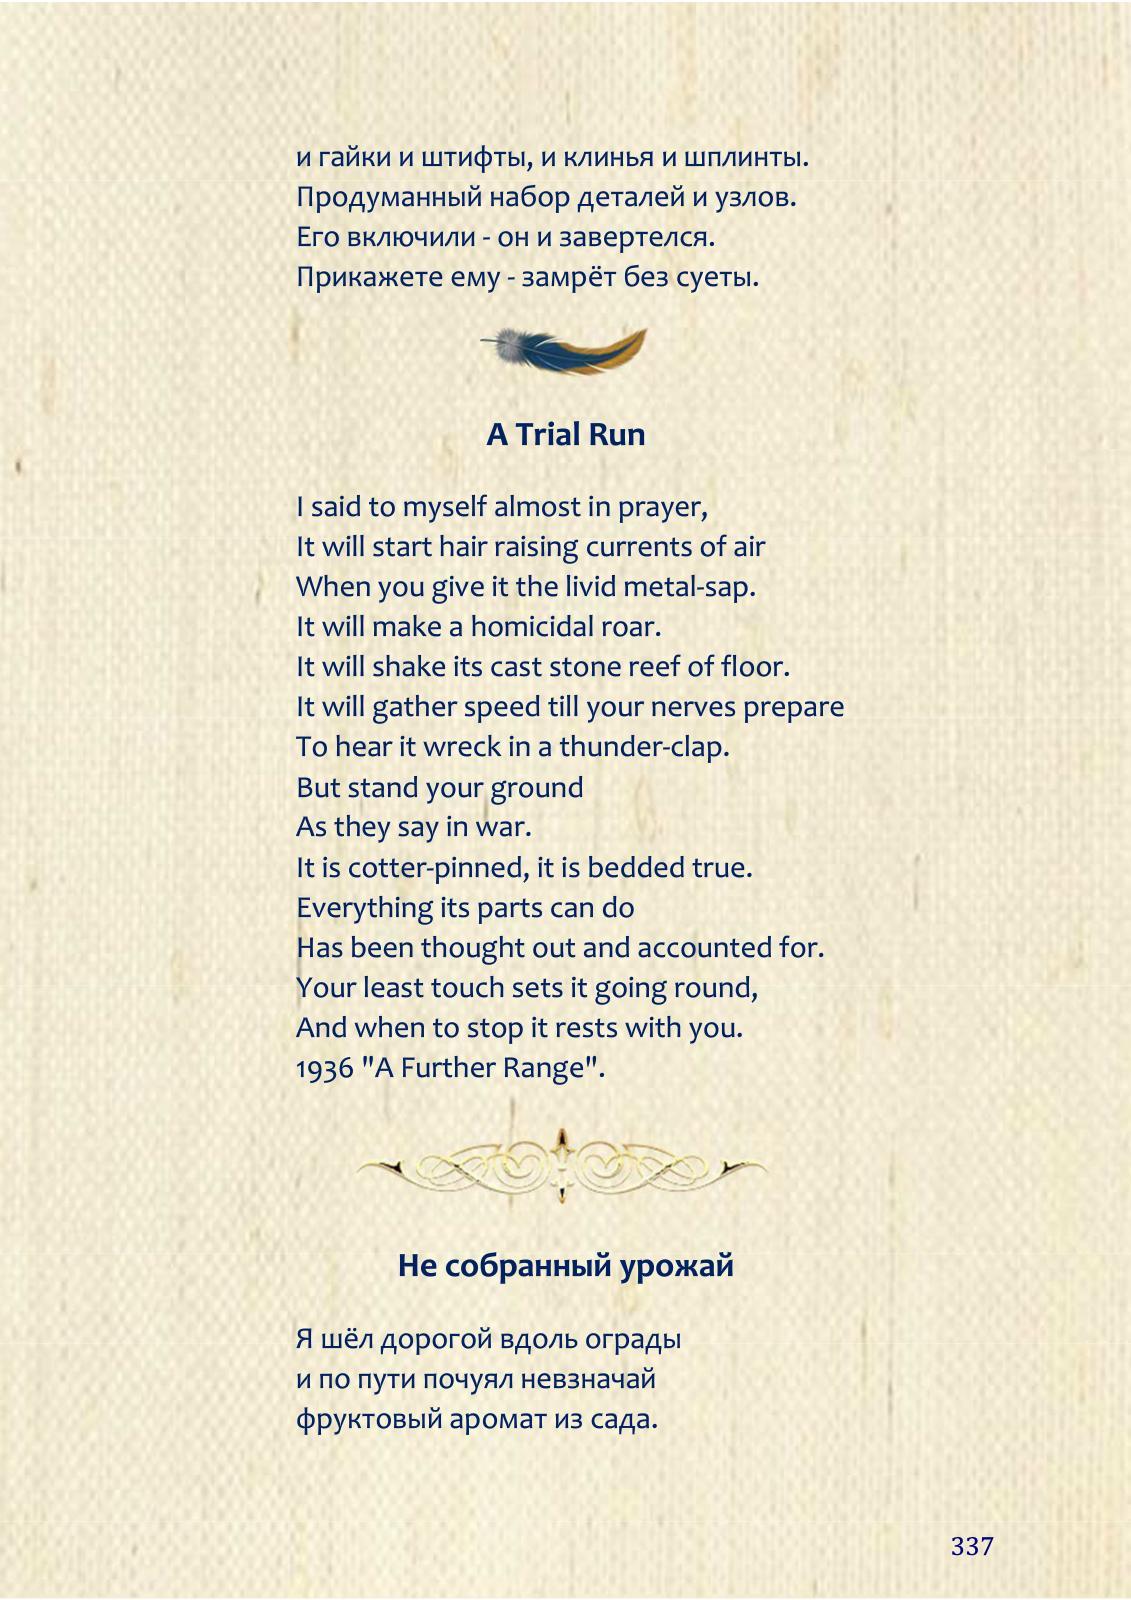 и гайки и штифты, и клинья и шплинты.
Продуманный набор деталей и узлов.
Его включили - он и завертелся.
Прикажете ему - замрёт без суеты.
A Trial Run
I said to myself almost in prayer,
It will start hair raising currents of air
When you give it the livid metal-sap.
It will make a homicidal roar.
It will shake its cast stone reef of floor.
It will gather speed till your nerves prepare
To hear it wreck in a thunder-clap.
But stand your ground
As they say in war.
It is cotter-pinned, it is bedded true.
Everything its parts can do
Has been thought out and accounted for.
Your least touch sets it going round,
And when to stop it rests with you.
1936 "A Further Range".
Не собранный урожай
Я шёл дорогой вдоль ограды
и по пути почуял невзначай
фруктовый аромат из сада.
337